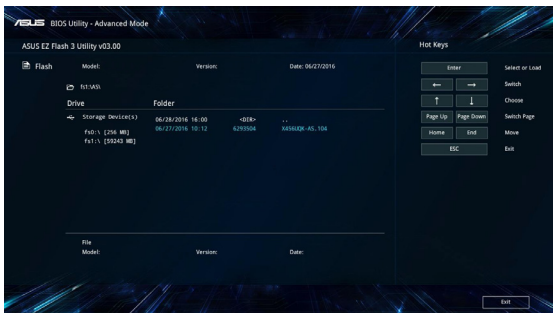 ASUS BIOS Utility - Advanced Mode
ASUS EZ Flash 3 Utility v03.00
Hot Keys
Flash Model: Version: Date: 06/27/2016
Enter Select or Load
fs1:\AS\
← → Switch
Drive Folder
↑ ↓ Choose
Storage Device(s) 06/28/2016 16:00 <DIR> ..
Page Up Page Down Switch Page
fs0:\ [256 MB] 06/27/2016 10:12 6293504 X456UQK-AS.104
Home End Move
fs1:\ [59243 MB]
ESC Exit
File
Model: Version: Date:
Exit